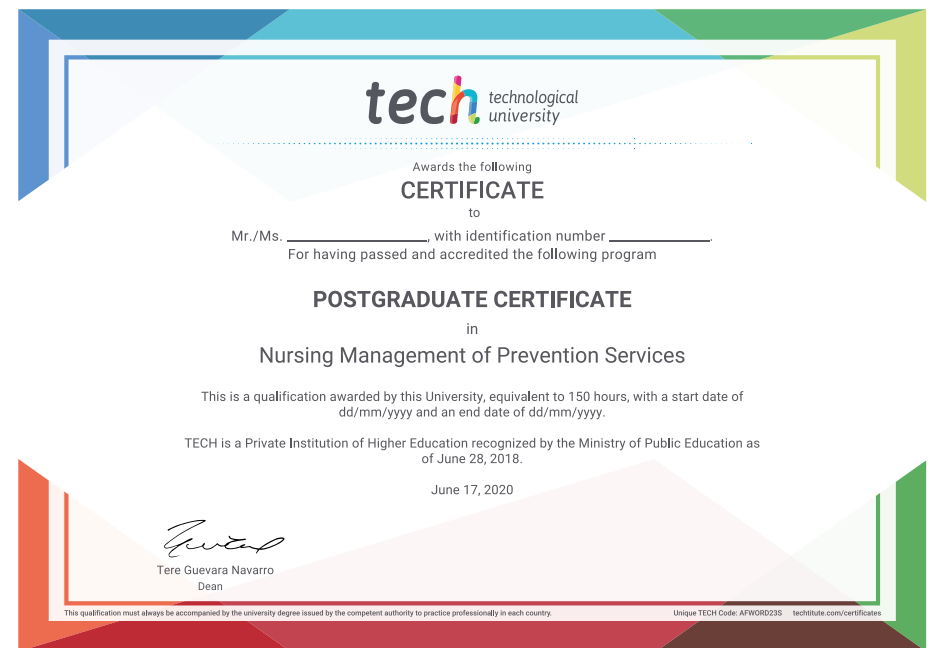 tech technological
university
Awards the following
CERTIFICATE
to
Mr./Ms. ____________________, with identification number ______________.
For having passed and accredited the following program
POSTGRADUATE CERTIFICATE
in
Nursing Management of Prevention Services
This is a qualification awarded by this University, equivalent to 150 hours, with a start date of
dd/mm/yyyy and an end date of dd/mm/yyyy.
TECH is a Private Institution of Higher Education recognized by the Ministry of Public Education as
of June 28, 2018.
June 17, 2020
Tere Guevara Navarro
Dean
This qualification must always be accompanied by the university degree issued by the competent authority to practice professionally in each country.
Unique TECH Code: AFWORD23S techtitute.com/certificates